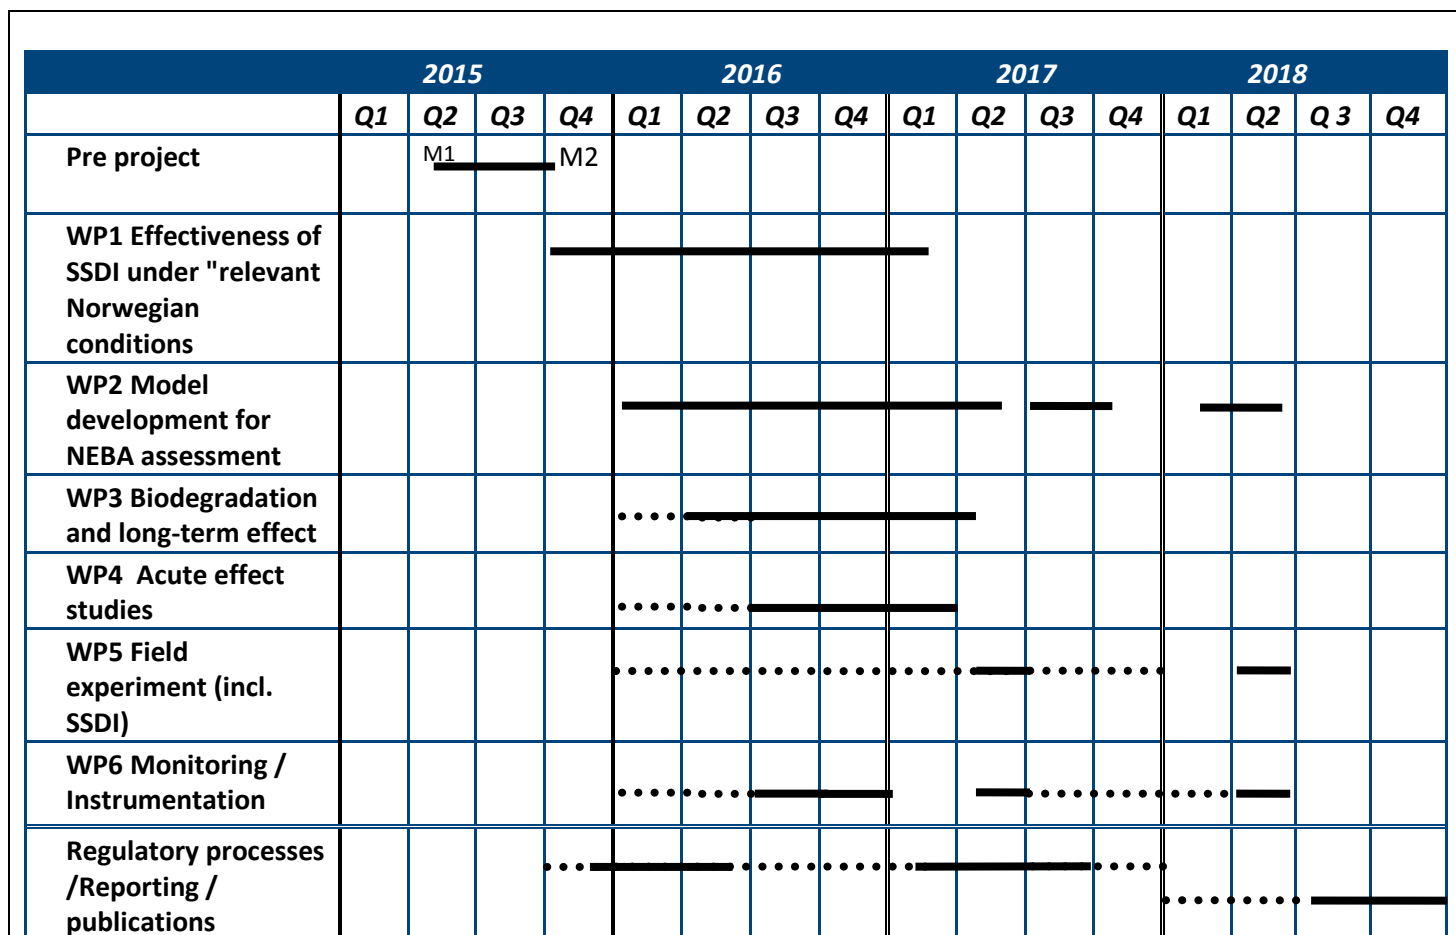 2015 2016 2017 2018
Q1 Q2 Q3 Q4 Q1 Q2 Q3 Q4 Q1 Q2 Q3 Q4 Q1 Q2 Q 3 Q4
Pre project M1 M2
WP1 Effectiveness of
SSDI under "relevant
Norwegian
conditions
WP2 Model
development for
NEBA assessment
WP3 Biodegradation
and long-term effect
WP4 Acute effect
studies
WP5 Field
experiment (incl.
SSDI)
WP6 Monitoring /
Instrumentation
Regulatory processes
/Reporting /
publications